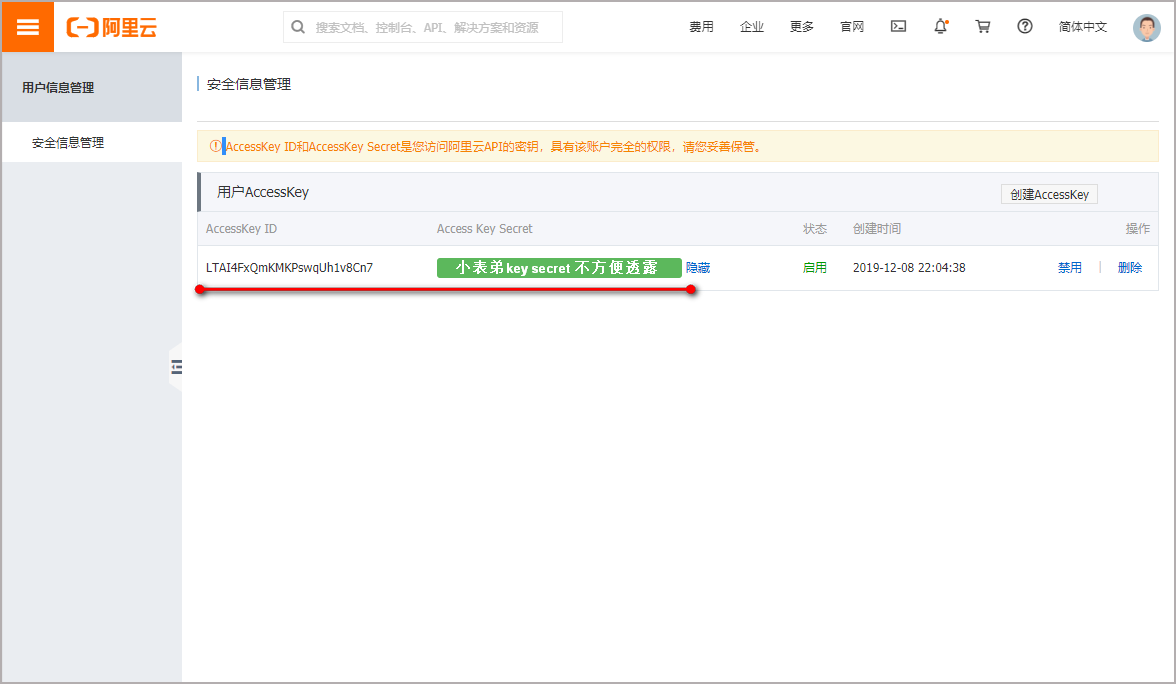 阿里云
搜索文档、控制台、API、解决方案和资源
费用 企业 更多 官网 简体中文
用户信息管理
安全信息管理
安全信息管理
AccessKey ID和AccessKey Secret是您访问阿里云API的密钥，具有该账户完全的权限，请您妥善保管。
用户AccessKey 创建AccessKey
AccessKey ID Access Key Secret 状态 创建时间 操作
LTAI4FxQmKMKPswqUh1v8Cn7 小表弟key secret 不方便透露 隐藏 启用 2019-12-08 22:04:38 禁用 | 删除